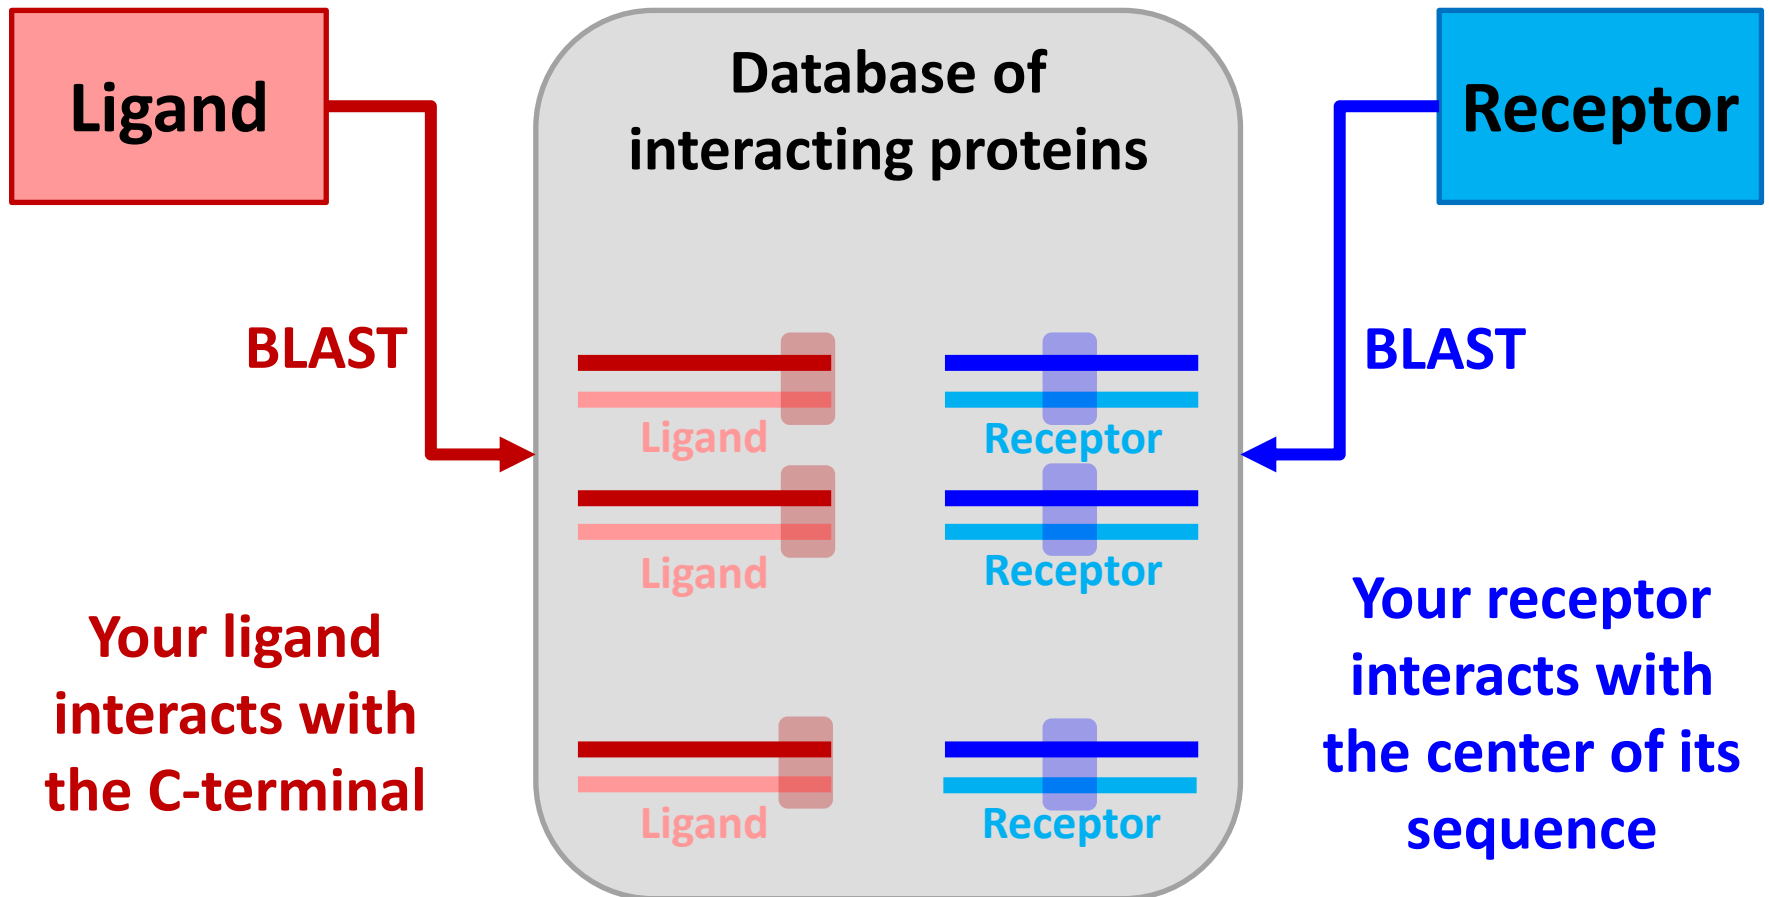 Ligand
Database of
interacting proteins
Receptor
BLAST
BLAST
Ligand
Receptor
Ligand
Receptor
Ligand
Receptor
Your ligand
interacts with
the C-terminal
Your receptor
interacts with
the center of its
sequence